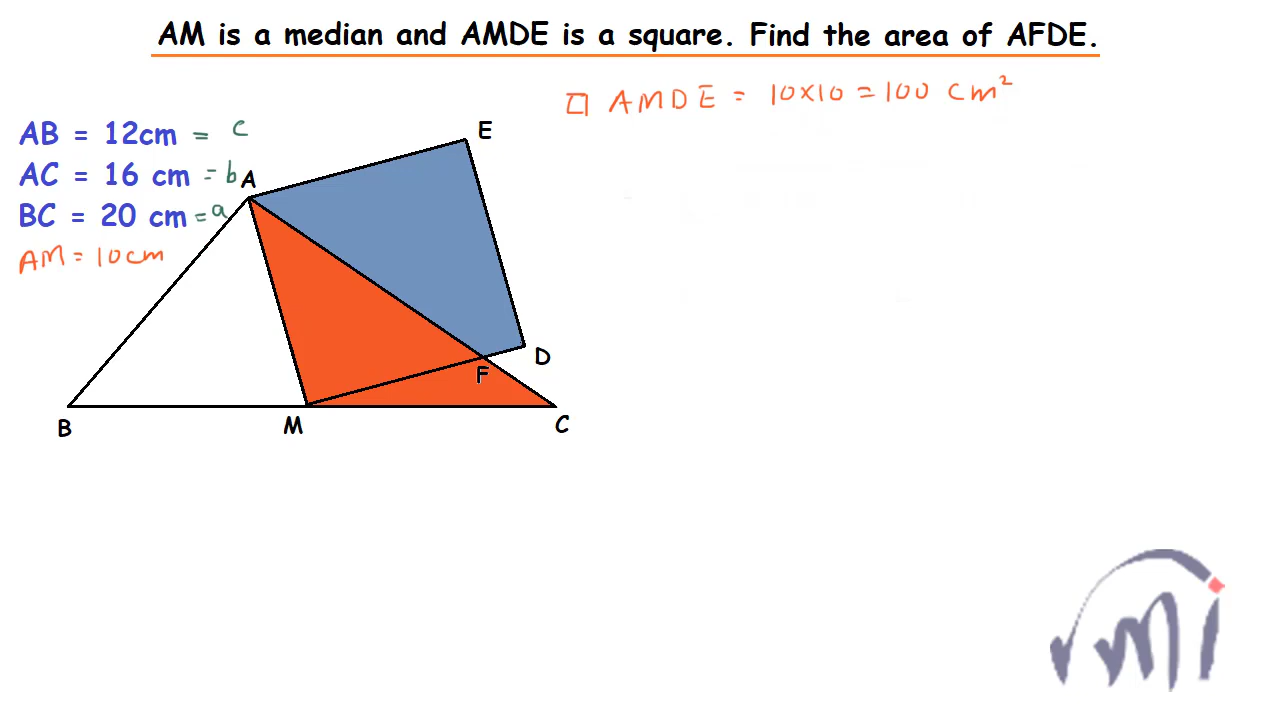 AM is a median and AMDE is a square. Find the area of AFDE.
□ AMDE = 10×10 = 100 cm²
AB = 12cm = c
AC = 16 cm = b
BC = 20 cm = a
AM = 10cm
A
E
D
F
B
M
C